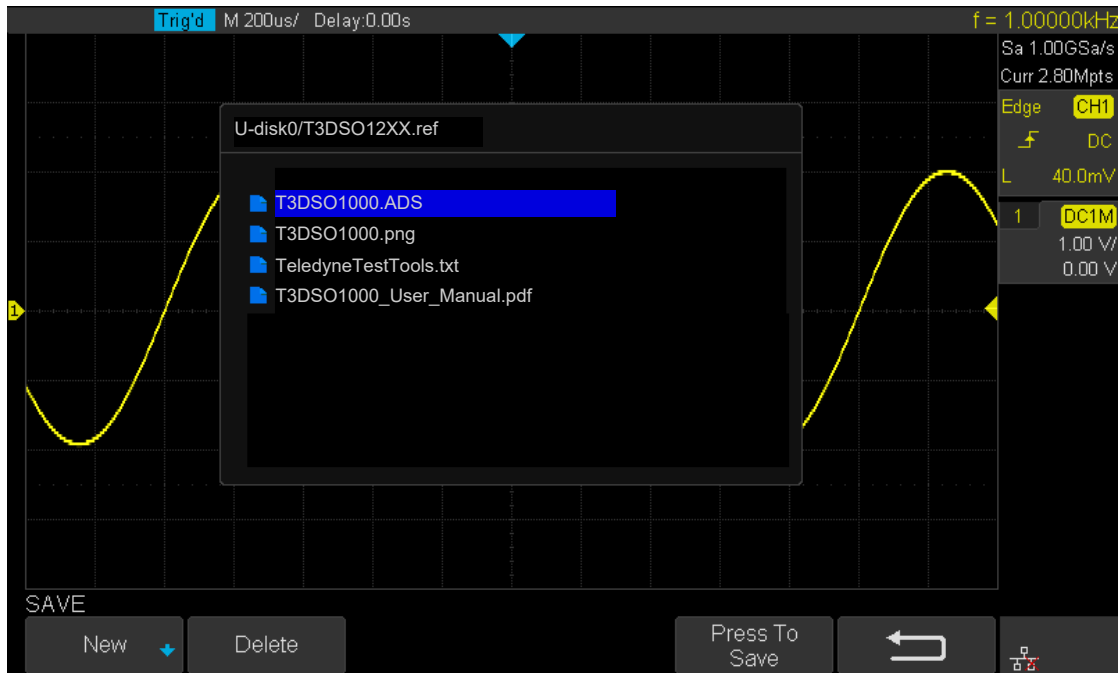 Trig'd M 200us/ Delay:0.00s f = 1.00000kHz
Sa 1.00GSa/s
Curr 2.80Mpts
Edge CH1
DC
L 40.0mV
1 DC1M
1.00 V/
0.00 V
U-disk0/T3DSO12XX.ref
T3DSO1000.ADS
T3DSO1000.png
TeledyneTestTools.txt
T3DSO1000_User_Manual.pdf
1
SAVE
New Delete Press To
Save